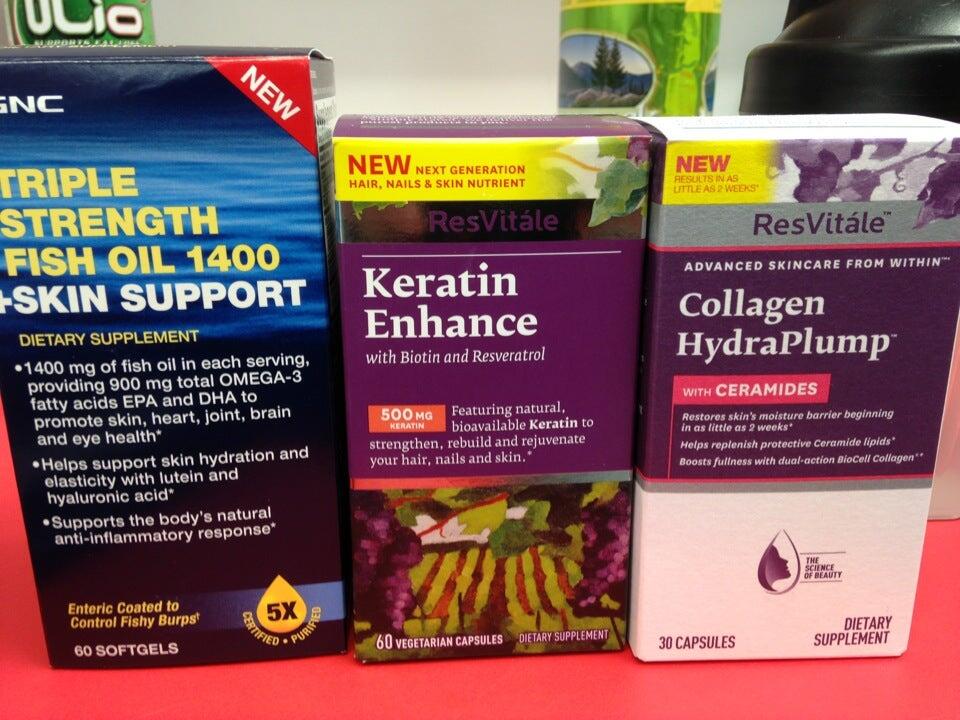 GNC
NEW
TRIPLE
STRENGTH
FISH OIL 1400
+SKIN SUPPORT
DIETARY SUPPLEMENT
•1400 mg of fish oil in each serving,
providing 900 mg total OMEGA-3
fatty acids EPA and DHA to
promote skin, heart, joint, brain
and eye health*
•Helps support skin hydration and
elasticity with lutein and
hyaluronic acid*
•Supports the body's natural
anti-inflammatory response*
Enteric Coated to
Control Fishy Burps†
5X
CERTIFIED • PURIFIED
60 SOFTGELS
NEW NEXT GENERATION
HAIR, NAILS & SKIN NUTRIENT
ResVitále
Keratin
Enhance
with Biotin and Resveratrol
500 MG
KERATIN
Featuring natural,
bioavailable Keratin to
strengthen, rebuild and rejuvenate
your hair, nails and skin.*
60 VEGETARIAN CAPSULES DIETARY SUPPLEMENT
NEW
RESULTS IN AS
LITTLE AS 2 WEEKS*
ResVitále™
ADVANCED SKINCARE FROM WITHIN™*
Collagen
HydraPlump™
WITH CERAMIDES
Restores skin's moisture barrier beginning
in as little as 2 weeks*
Helps replenish protective Ceramide lipids*
Boosts fullness with dual-action BioCell Collagen**
THE
SCIENCE
OF BEAUTY
30 CAPSULES
DIETARY
SUPPLEMENT